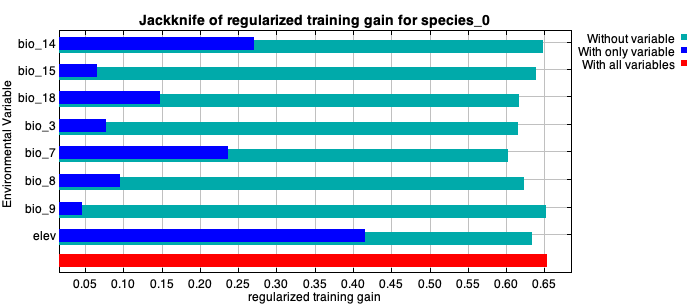 Jackknife of regularized training gain for species_0
Environmental Variable
bio_14
bio_15
bio_18
bio_3
bio_7
bio_8
bio_9
elev
0.05 0.10 0.15 0.20 0.25 0.30 0.35 0.40 0.45 0.50 0.55 0.60 0.65
regularized training gain
Without variable
With only variable
With all variables